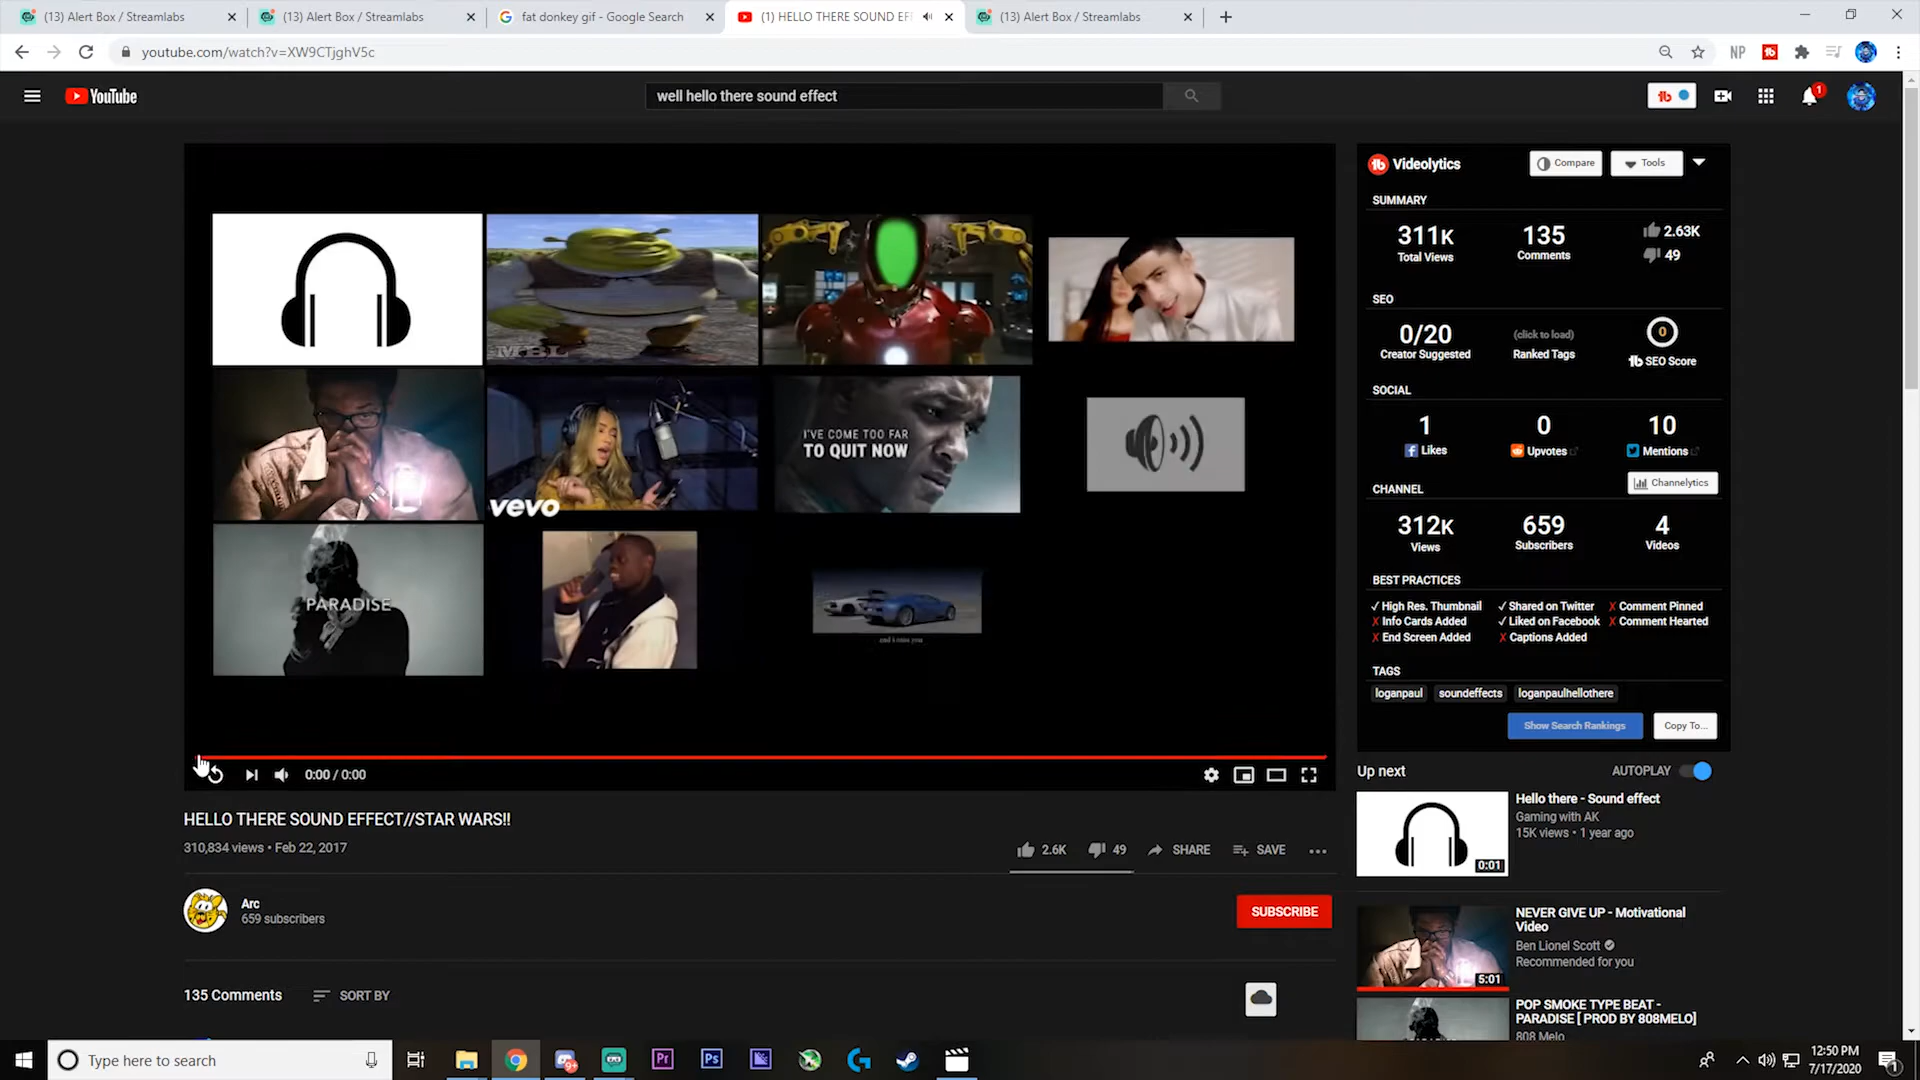 (13) Alert Box / Streamlabs
(13) Alert Box / Streamlabs
fat donkey gif - Google Search
(1) HELLO THERE SOUND EF
(13) Alert Box / Streamlabs
youtube.com/watch?v=XW9CTjghV5c
NP
YouTube
well hello there sound effect
1
Videolytics
Compare
Tools
SUMMARY
311K
Total Views
135
Comments
2.63K
49
SEO
0/20
Creator Suggested
(click to load)
Ranked Tags
0
SEO Score
SOCIAL
1
Likes
0
Upvotes
10
Mentions
CHANNEL
Channelytics
312K
Views
659
Subscribers
4
Videos
BEST PRACTICES
✓ High Res. Thumbnail
✓ Shared on Twitter
✗ Comment Pinned
✗ Info Cards Added
✓ Liked on Facebook
✗ Comment Hearted
✗ End Screen Added
✗ Captions Added
TAGS
loganpaul
soundeffects
loganpaulhellothere
Show Search Rankings
Copy To...
MBL
vevo
I'VE COME TOO FAR
TO QUIT NOW
PARADISE
and i miss you
0:00 / 0:00
HELLO THERE SOUND EFFECT//STAR WARS!!
310,834 views • Feb 22, 2017
2.6K
49
SHARE
SAVE
Arc
659 subscribers
SUBSCRIBE
135 Comments
SORT BY
Up next
AUTOPLAY
Hello there - Sound effect
Gaming with AK
15K views • 1 year ago
0:01
NEVER GIVE UP - Motivational
Video
Ben Lionel Scott
Recommended for you
5:01
POP SMOKE TYPE BEAT -
PARADISE [ PROD BY 808MELO]
808 Melo
Type here to search
Pr
Ps
12:50 PM
7/17/2020
1